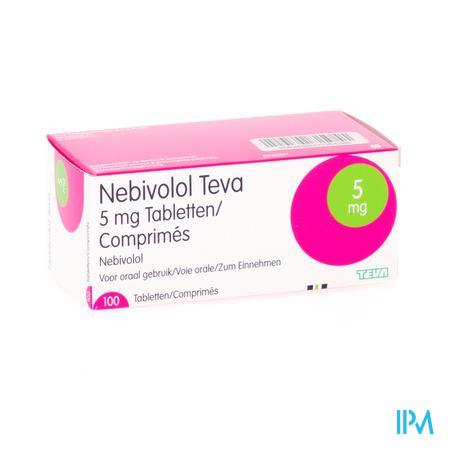 Nebivolol Teva
5 mg Tabletten/
Comprimés
Nebivolol
Voor oraal gebruik/Voie orale/Zum Einnehmen
100 Tabletten/Comprimés
5
mg
TEVA
IPM